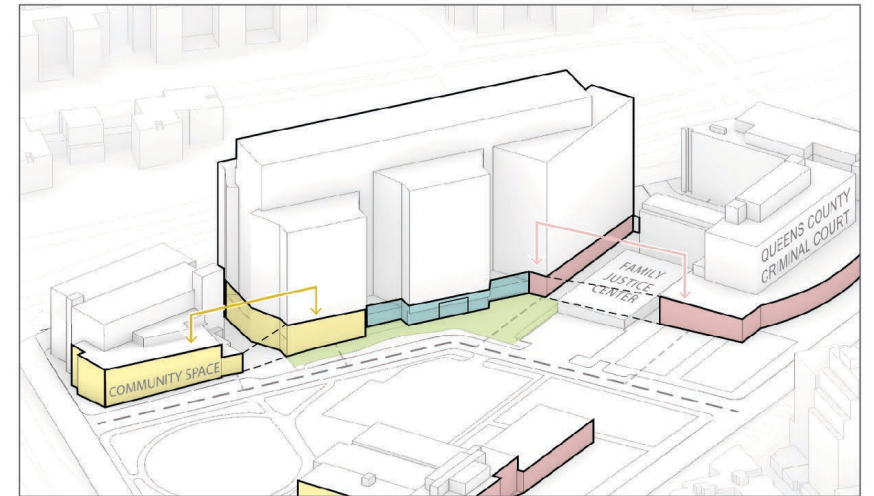 QUEENS COUNTY
CRIMINAL COURT
FAMILY
JUSTICE
CENTER
COMMUNITY SPACE